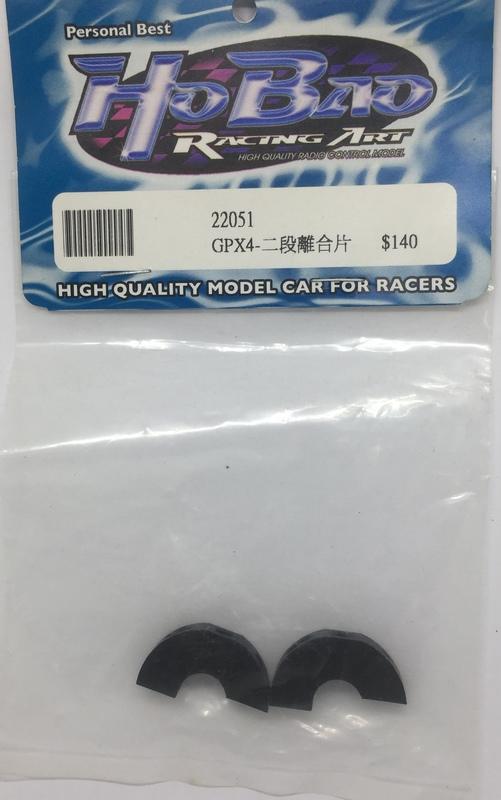 Personal Best
HOBAO
RACING ART
HIGH QUALITY RADIO CONTROL MODEL
22051
GPX4-二段離合片 $140
HIGH QUALITY MODEL CAR FOR RACERS